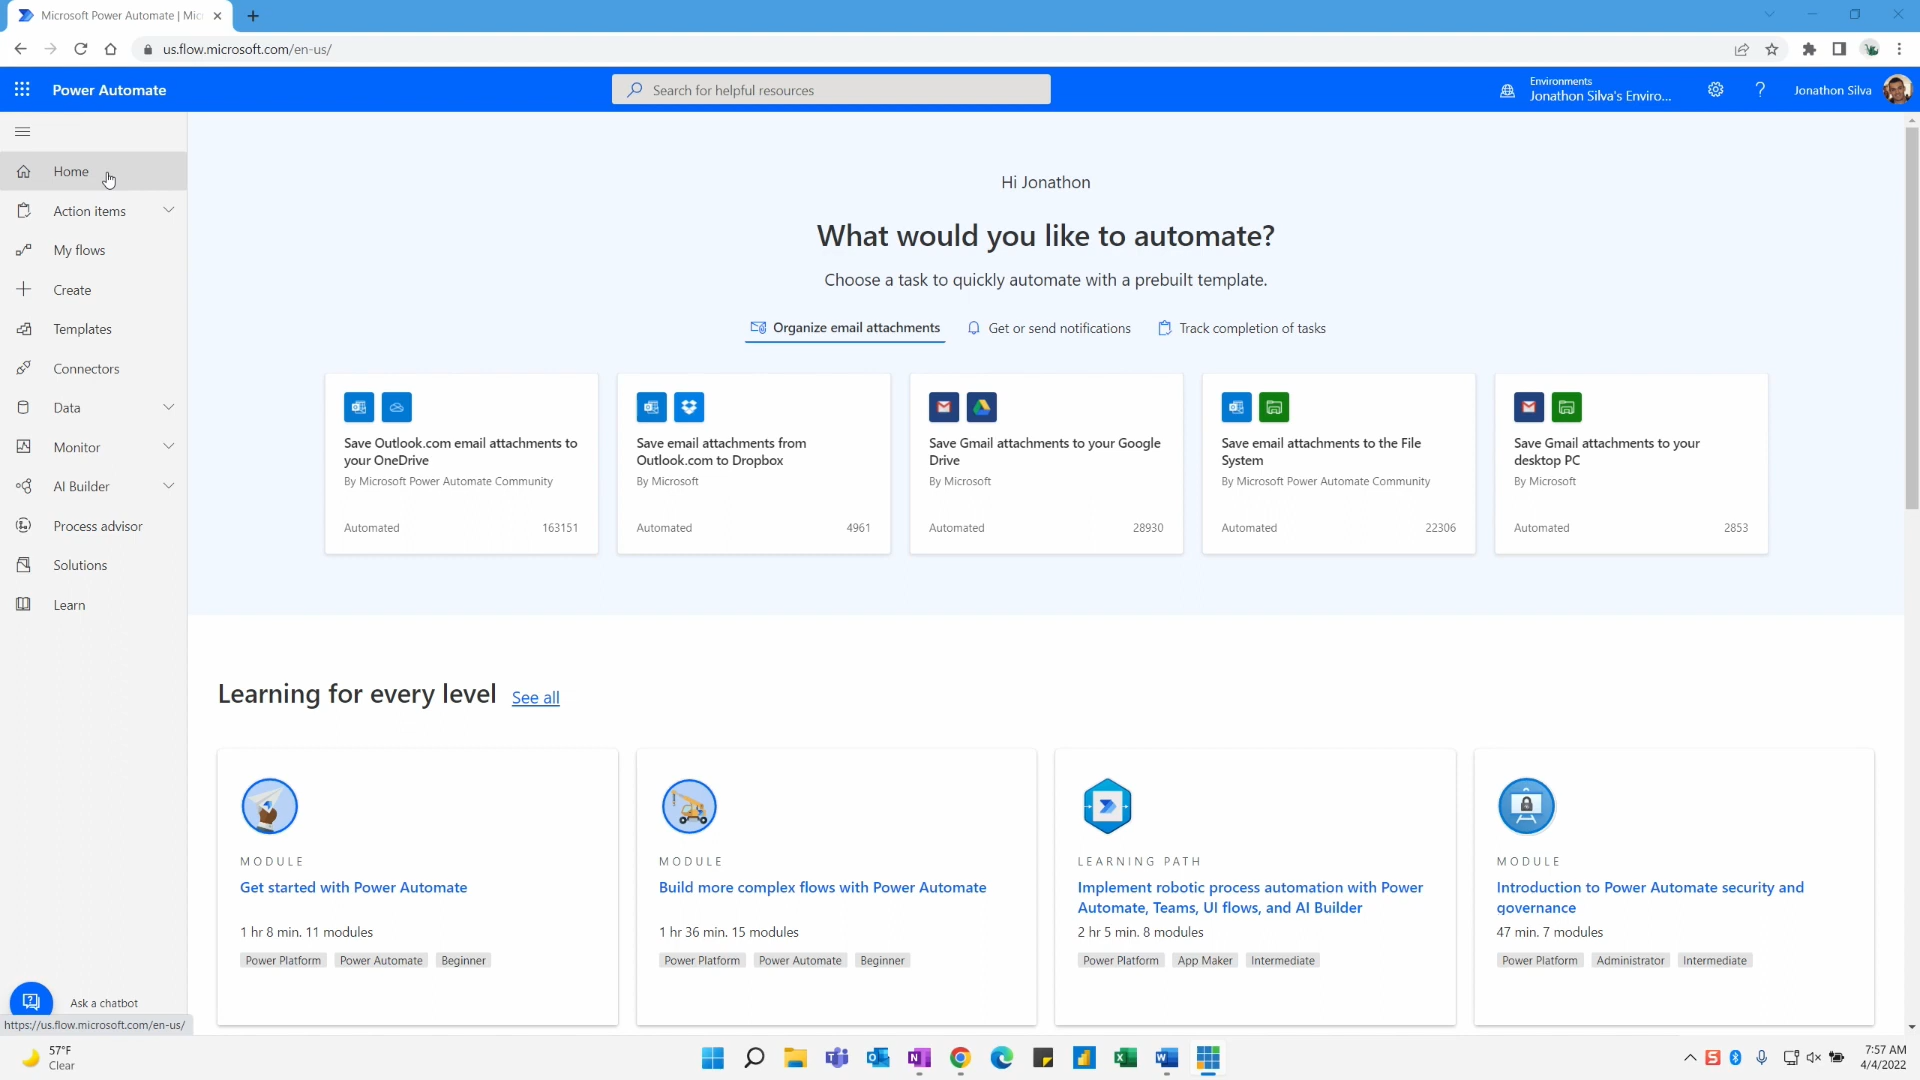 Microsoft Power Automate | Mic
us.flow.microsoft.com/en-us/
Power Automate
Search for helpful resources
Environments
Jonathon Silva's Enviro...
Jonathon Silva
Home
Action items
My flows
Create
Templates
Connectors
Data
Monitor
AI Builder
Process advisor
Solutions
Learn
Ask a chatbot
https://us.flow.microsoft.com/en-us/
Hi Jonathon
What would you like to automate?
Choose a task to quickly automate with a prebuilt template.
Organize email attachments
Get or send notifications
Track completion of tasks
Save Outlook.com email attachments to
your OneDrive
By Microsoft Power Automate Community
Automated 163151
Save email attachments from
Outlook.com to Dropbox
By Microsoft
Automated 4961
Save Gmail attachments to your Google
Drive
By Microsoft
Automated 28930
Save email attachments to the File
System
By Microsoft Power Automate Community
Automated 22306
Save Gmail attachments to your
desktop PC
By Microsoft
Automated 2853
Learning for every level See all
MODULE
Get started with Power Automate
1 hr 8 min. 11 modules
Power Platform Power Automate Beginner
MODULE
Build more complex flows with Power Automate
1 hr 36 min. 15 modules
Power Platform Power Automate Beginner
LEARNING PATH
Implement robotic process automation with Power
Automate, Teams, UI flows, and AI Builder
2 hr 5 min. 8 modules
Power Platform App Maker Intermediate
MODULE
Introduction to Power Automate security and
governance
47 min. 7 modules
Power Platform Administrator Intermediate
57°F
Clear
7:57 AM
4/4/2022